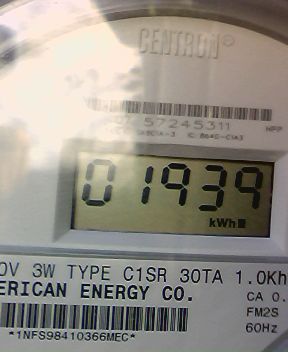 CENTRON®
57245311
HPP
01939
kWh
0V 3W TYPE C1SR 30TA 1.0Kh
ERICAN ENERGY CO.
CA 0.
FM2S
60Hz
*1NFS98410366MEC*